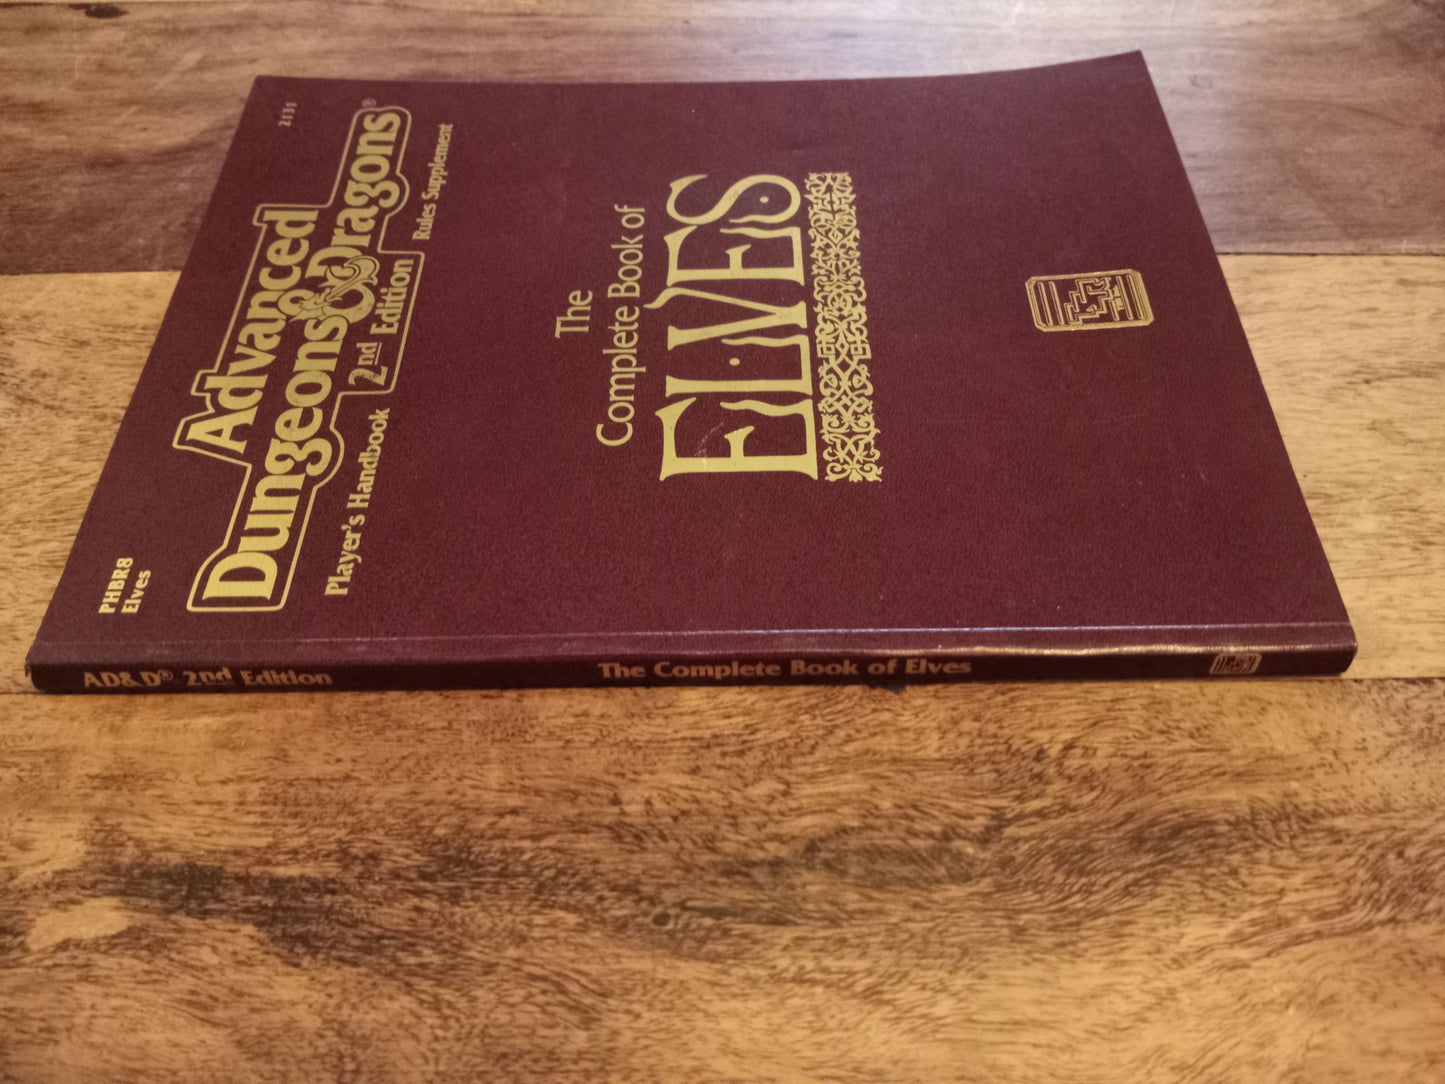 2131
Advanced
Dungeons & Dragons®
2nd Edition
Player's Handbook Rules Supplement
PHBR8
Elves
The
Complete Book of
ELVES
AD&D® 2nd Edition The Complete Book of Elves